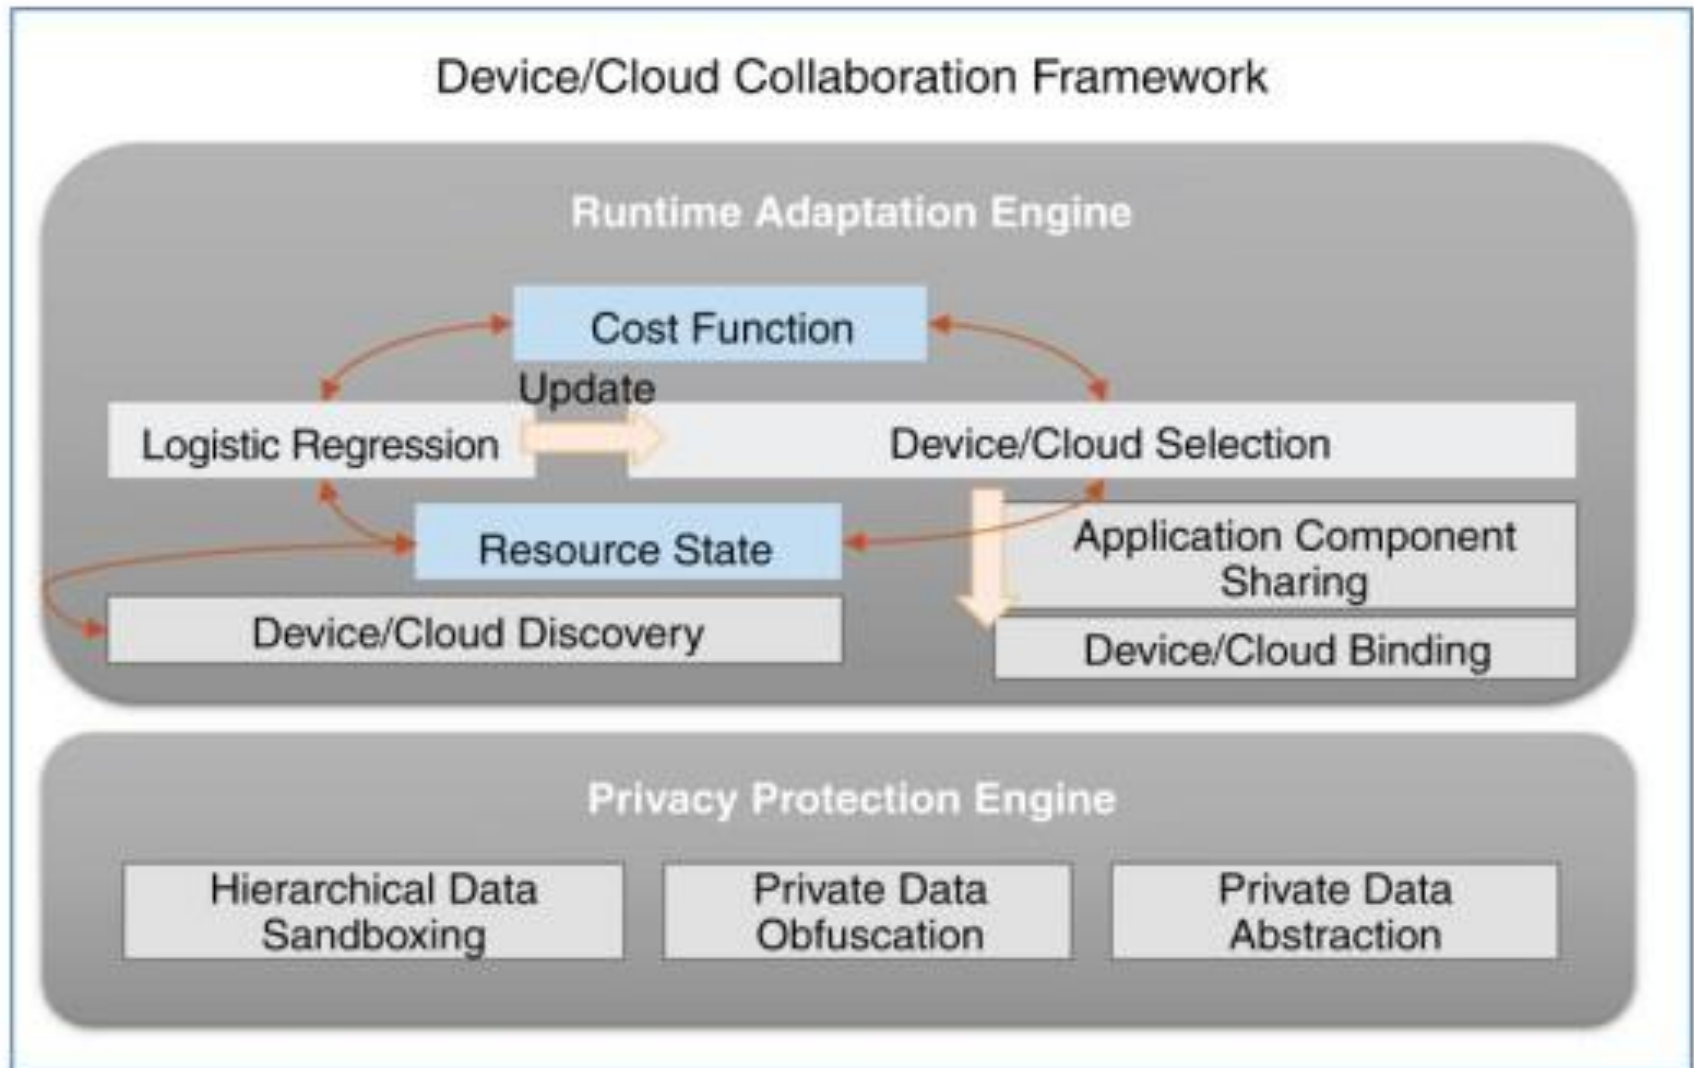 Device/Cloud Collaboration Framework
Runtime Adaptation Engine
Cost Function
Update
Logistic Regression
Device/Cloud Selection
Resource State
Application Component
Sharing
Device/Cloud Discovery
Device/Cloud Binding
Privacy Protection Engine
Hierarchical Data
Sandboxing
Private Data
Obfuscation
Private Data
Abstraction